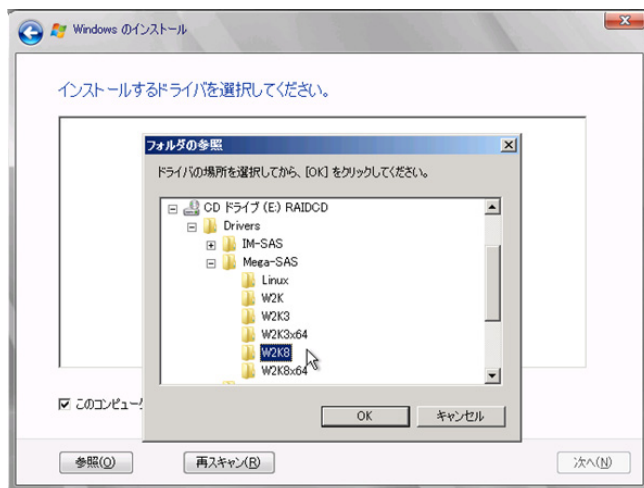 Windows のインストール
インストールするドライバを選択してください。
フォルダの参照
ドライバの場所を選択してから、[OK] をクリックしてください。
CD ドライブ (E:) RAIDCD
Drivers
IM-SAS
Mega-SAS
Linux
W2K
W2K3
W2K3x64
W2K8
W2K8x64
このコンピュー
OK
キャンセル
参照(O)
再スキャン(R)
次へ(N)